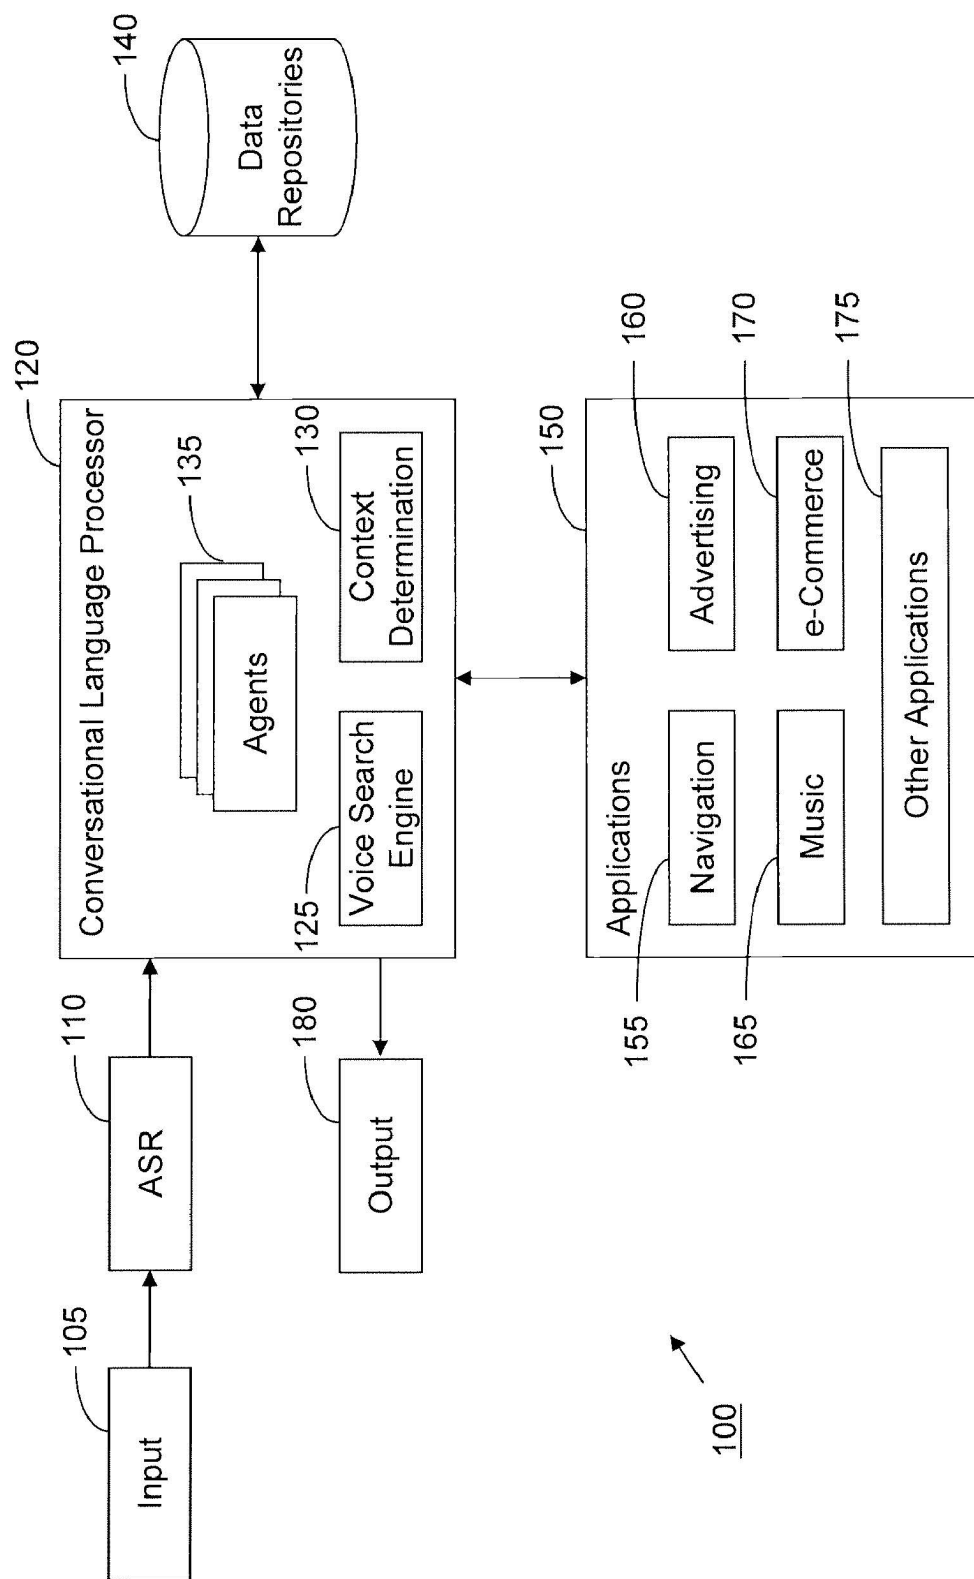 105
Input
110
ASR
120
Conversational Language Processor
135
Agents
125
Voice Search
Engine
130
Context
Determination
140
Data
Repositories
180
Output
150
Applications
155
Navigation
160
Advertising
165
Music
170
e-Commerce
175
Other Applications
100